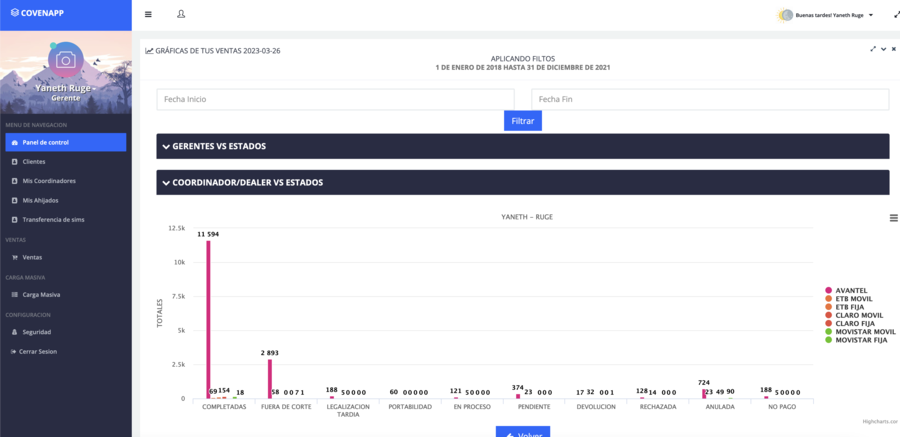 COVENAPP
Buenas tardes! Yaneth Ruge
Yaneth Ruge -
Gerente
MENU DE NAVEGACION
Panel de control
Clientes
Mis Coordinadores
Mis Ahijados
Transferencia de sims
VENTAS
Ventas
CARGA MASIVA
Carga Masiva
CONFIGURACION
Seguridad
Cerrar Sesion
GRÁFICAS DE TUS VENTAS 2023-03-26
APLICANDO FILTOS
1 DE ENERO DE 2018 HASTA 31 DE DICIEMBRE DE 2021
Fecha Inicio
Fecha Fin
Filtrar
GERENTES VS ESTADOS
COORDINADOR/DEALER VS ESTADOS
YANETH - RUGE
TOTALES
12.5k
10k
7.5k
5k
2.5k
0
11 594
69 154 18
2 893
58 0 0 7 1
188 5 0 0 0 0
60 0 0 0 0 0
121 5 0 0 0 0
374 23 0 0 0
17 32 0 0 1
128 14 0 0 0
724
23 49 90
188 5 0 0 0 0
COMPLETADAS
FUERA DE CORTE
LEGALIZACION
TARDIA
PORTABILIDAD
EN PROCESO
PENDIENTE
DEVOLUCION
RECHAZADA
ANULADA
NO PAGO
AVANTEL
ETB MOVIL
ETB FIJA
CLARO MOVIL
CLARO FIJA
MOVISTAR MOVIL
MOVISTAR FIJA
Highcharts.cor
Volver